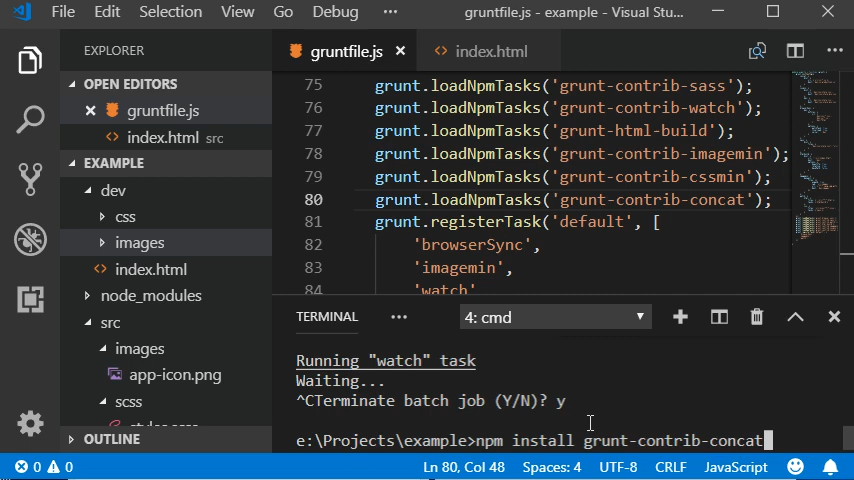 File Edit Selection View Go Debug ••• gruntfile.js - example - Visual Stu...
EXPLORER
OPEN EDITORS
gruntfile.js
index.html src
EXAMPLE
dev
css
images
index.html
node_modules
src
images
app-icon.png
scss
OUTLINE
gruntfile.js index.html
75 grunt.loadNpmTasks('grunt-contrib-sass');
76 grunt.loadNpmTasks('grunt-contrib-watch');
77 grunt.loadNpmTasks('grunt-html-build');
78 grunt.loadNpmTasks('grunt-contrib-imagemin');
79 grunt.loadNpmTasks('grunt-contrib-cssmin');
80 grunt.loadNpmTasks('grunt-contrib-concat');
81 grunt.registerTask('default', [
82 'browserSync',
83 'imagemin',
84 'watch'
TERMINAL ••• 4: cmd
Running "watch" task
Waiting...
^CTerminate batch job (Y/N)? y
e:\Projects\example>npm install grunt-contrib-concat
0 0 Ln 80, Col 48 Spaces: 4 UTF-8 CRLF JavaScript